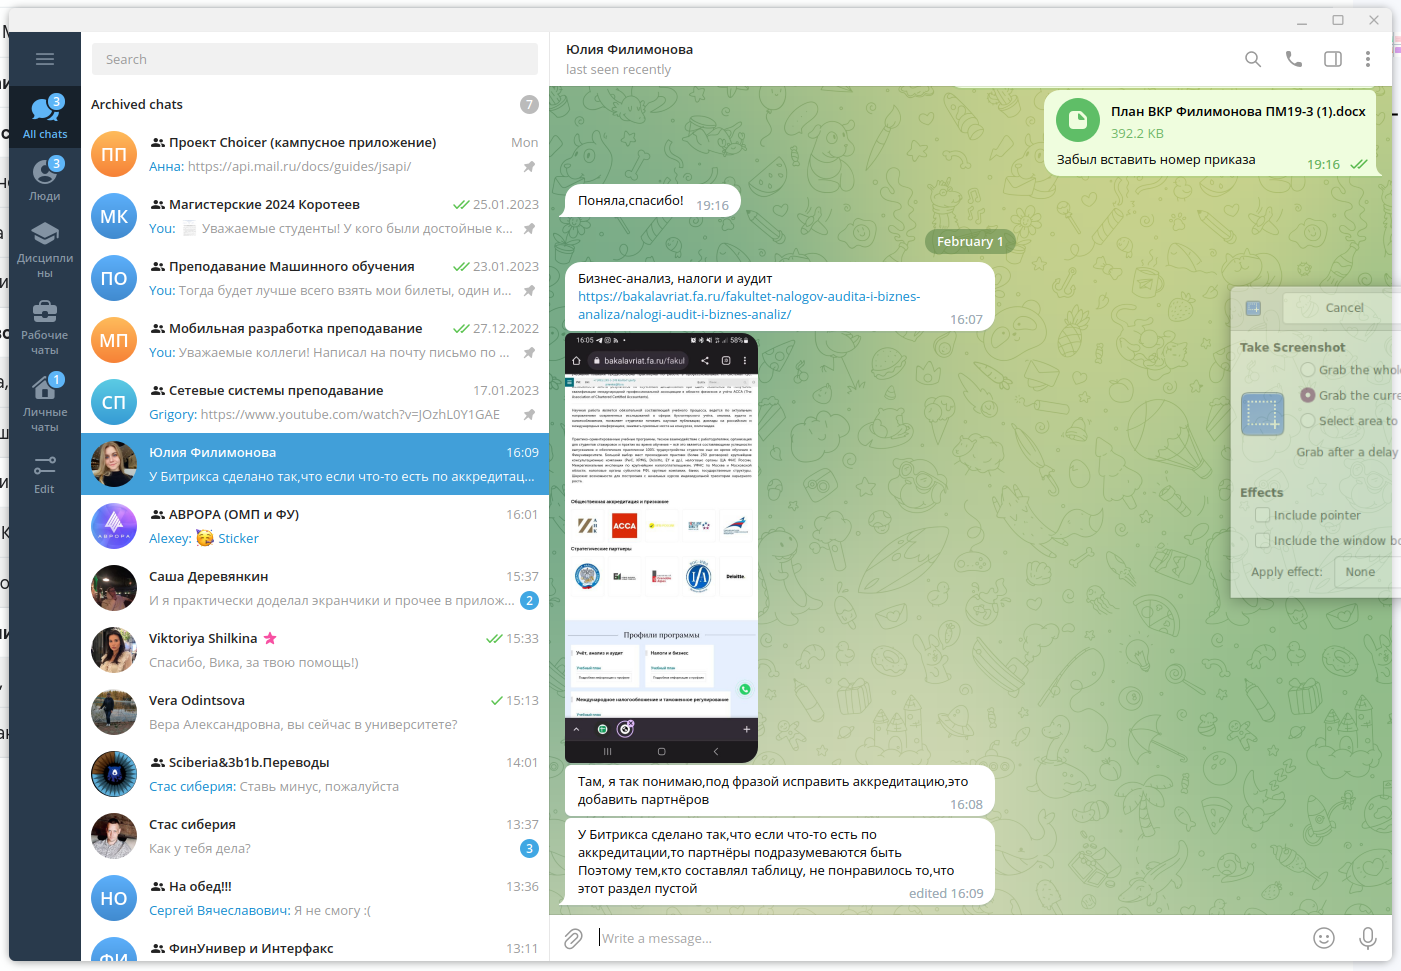 Search
Archived chats
7
All chats
3
Люди
3
Дисципли
ны
Рабочие
чаты
Личные
чаты
1
Edit
ПП
Проект Choicer (кампусное приложение)
Mon
Анна: https://api.mail.ru/docs/guides/jsapi/
МК
Магистерские 2024 Коротеев
25.01.2023
You: Уважаемые студенты! У кого были достойные к...
ПО
Преподавание Машинного обучения
23.01.2023
You: Тогда будет лучше всего взять мои билеты, один и...
МП
Мобильная разработка преподавание
27.12.2022
You: Уважаемые коллеги! Написал на почту письмо по ...
СП
Сетевые системы преподавание
17.01.2023
Grigory: https://www.youtube.com/watch?v=JOzhL0Y1GAE
Юлия Филимонова
16:09
У Битрикса сделано так,что если что-то есть по аккредитац...
АВРОРА
АВРОРА (ОМП и ФУ)
16:01
Alexey: 🥳 Sticker
Саша Деревянкин
15:37
И я практически доделал экранчики и прочее в прилож...
2
Viktoriya Shilkina
15:33
Спасибо, Вика, за твою помощь!)
Vera Odintsova
15:13
Вера Александровна, вы сейчас в университете?
Sciberia&3b1b.Переводы
14:01
Стас сиберия: Ставь минус, пожалуйста
Стас сиберия
13:37
Как у тебя дела?
3
НО
На обед!!!
13:36
Сергей Вячеславович: Я не смогу :(
ФИ
ФинУнивер и Интерфакс
13:11
Юлия Филимонова
last seen recently
План ВКР Филимонова ПМ19-3 (1).docx
392.2 KB
Забыл вставить номер приказа
19:16
Поняла,спасибо!
19:16
February 1
Бизнес-анализ, налоги и аудит
https://bakalavriat.fa.ru/fakultet-nalogov-audita-i-biznes-
analiza/nalogi-audit-i-biznes-analiz/
16:07
16:05
58%
bakalavriat.fa.ru/fakul
Общественная аккредитация и признание
ACCA
Стратегические партнеры
Deloitte.
Профили программы
Учёт, анализ и аудит
Налоги и бизнес
Учебный план
Учебный план
Подробная информация о профиле
Подробная информация о профиле
Международное налогообложение и таможенное регулирование
Учебный план
Там, я так понимаю,под фразой исправить аккредитацию,это
добавить партнёров
16:08
У Битрикса сделано так,что если что-то есть по
аккредитации,то партнёры подразумеваются быть
Поэтому тем,кто составлял таблицу, не понравилось то,что
этот раздел пустой
edited 16:09
Write a message...
Cancel
Take Screenshot
Grab the whol
Grab the curre
Select area to
Grab after a delay
Effects
Include pointer
Include the window bo
Apply effect:
None